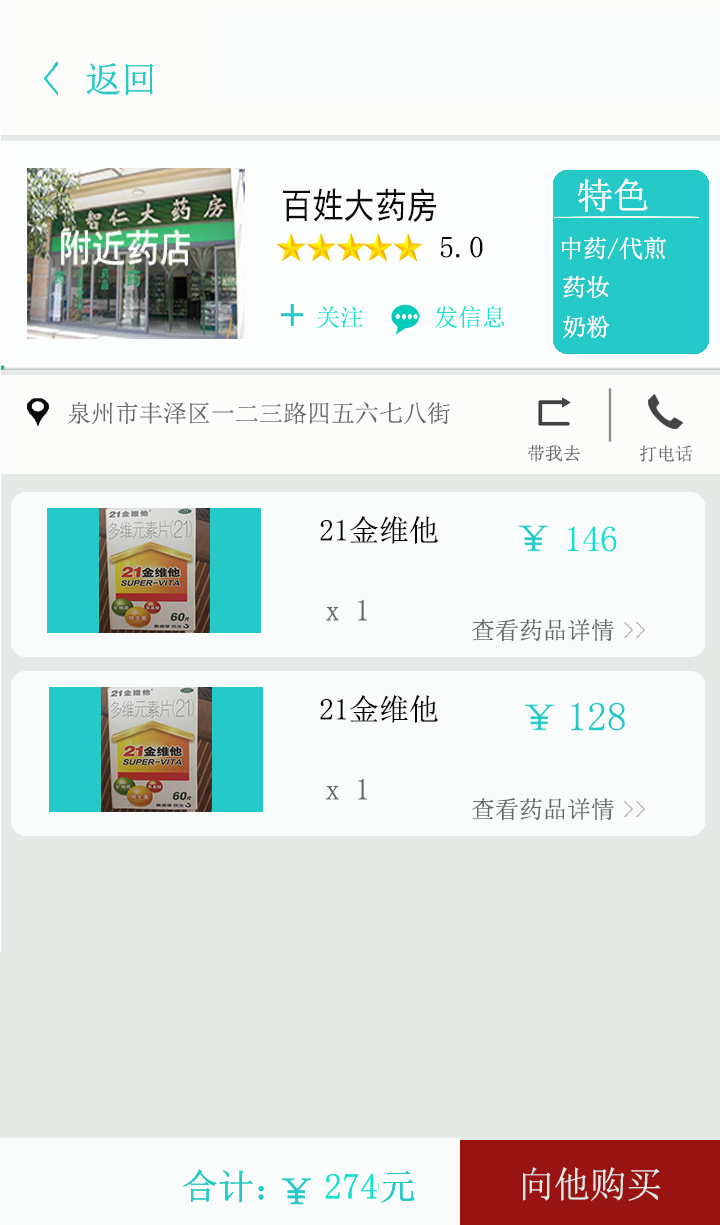 返回
智仁大药房
附近药店
百姓大药房
5.0
关注
发信息
特色
中药/代煎
药妆
奶粉
泉州市丰泽区一二三路四五六七八街
带我去
打电话
21金维他
多维元素片(21)
21金维他
SUPER-VITA
维生素
60片
21金维他
¥ 146
x 1
查看药品详情 >>
21金维他
多维元素片(21)
21金维他
SUPER-VITA
维生素
60片
21金维他
¥ 128
x 1
查看药品详情 >>
合计: ¥ 274元
向他购买